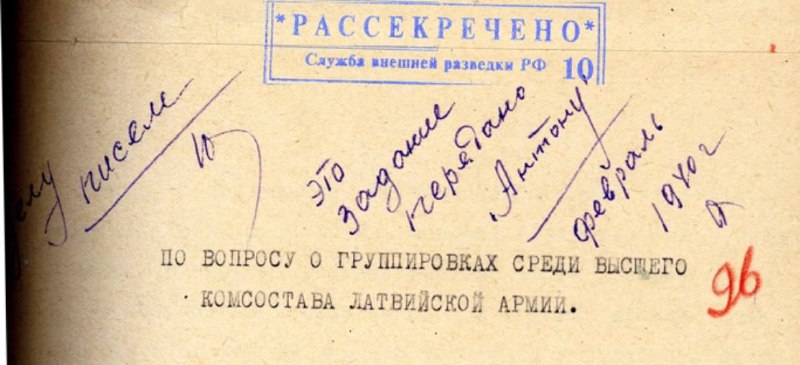 *РАССЕКРЕЧЕНО*
Служба внешней разведки РФ 10
писем
это
задание
передано
"Антону"
февраль
1940 г
ПО ВОПРОСУ О ГРУППИРОВКАХ СРЕДИ ВЫСШЕГО
КОМСОСТАВА ЛАТВИЙСКОЙ АРМИИ.
96